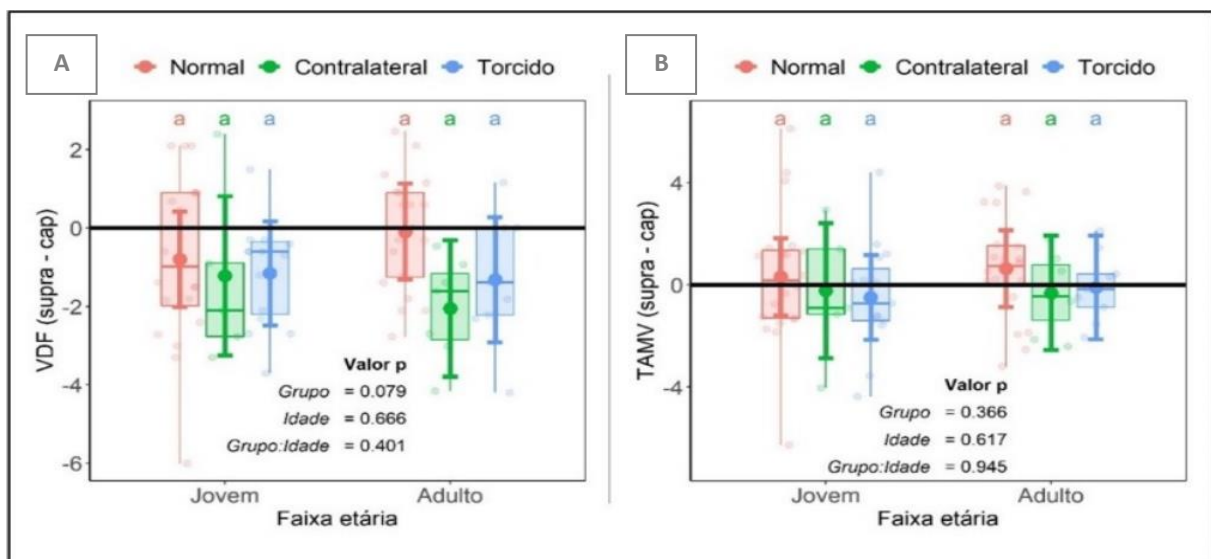 A
Normal Contralateral Torcido
a a a a a a
VDF (supra - cap)
2
0
-2
-4
-6
Valor p
Grupo = 0.079
Idade = 0.666
Grupo:Idade = 0.401
Jovem Adulto
Faixa etária
B
Normal Contralateral Torcido
a a a a a a
TAMV (supra - cap)
4
0
-4
Valor p
Grupo = 0.366
Idade = 0.617
Grupo:Idade = 0.945
Jovem Adulto
Faixa etária